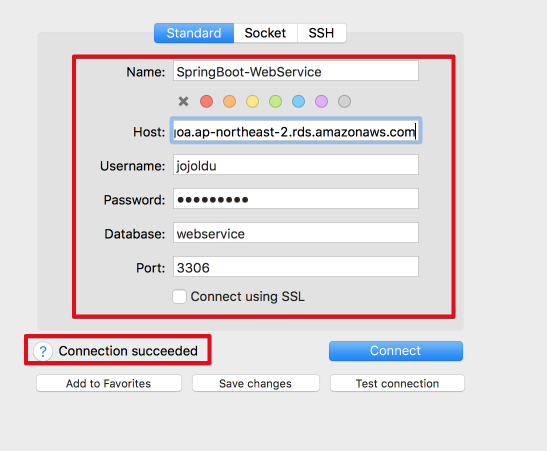 Standard Socket SSH
Name: SpringBoot-WebService
Host: .ap-northeast-2.rds.amazonaws.com
Username: jojoldu
Password: ●●●●●●●●●
Database: webservice
Port: 3306
Connect using SSL
? Connection succeeded Connect
Add to Favorites Save changes Test connection